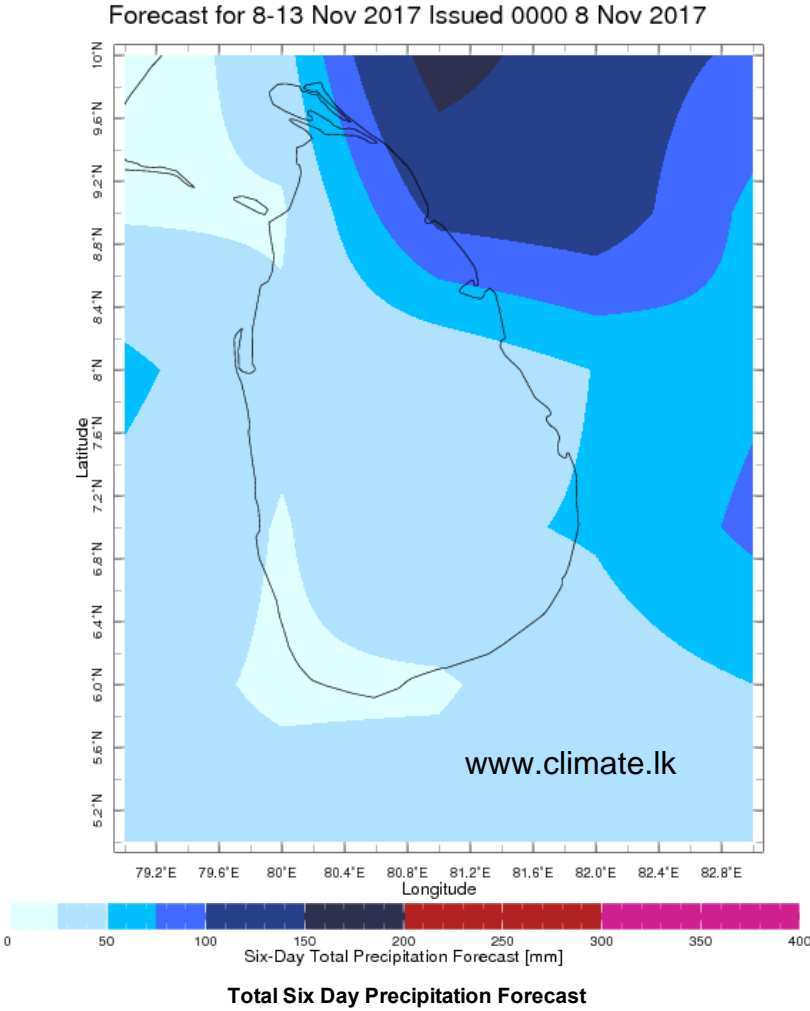 Forecast for 8-13 Nov 2017 Issued 0000 8 Nov 2017
10°N
9.6°N
9.2°N
8.8°N
8.4°N
8°N
7.6°N
7.2°N
6.8°N
6.4°N
6.0°N
5.6°N
5.2°N
Latitude
www.climate.lk
79.2°E 79.6°E 80°E 80.4°E 80.8°E 81.2°E 81.6°E 82.0°E 82.4°E 82.8°E
Longitude
0 50 100 150 200 250 300 350 400
Six-Day Total Precipitation Forecast [mm]
Total Six Day Precipitation Forecast